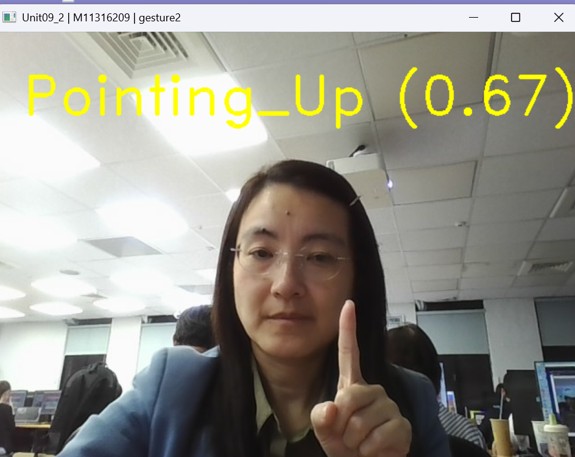 Unit09_2 | M11316209 | gesture2
Pointing_Up (0.67)